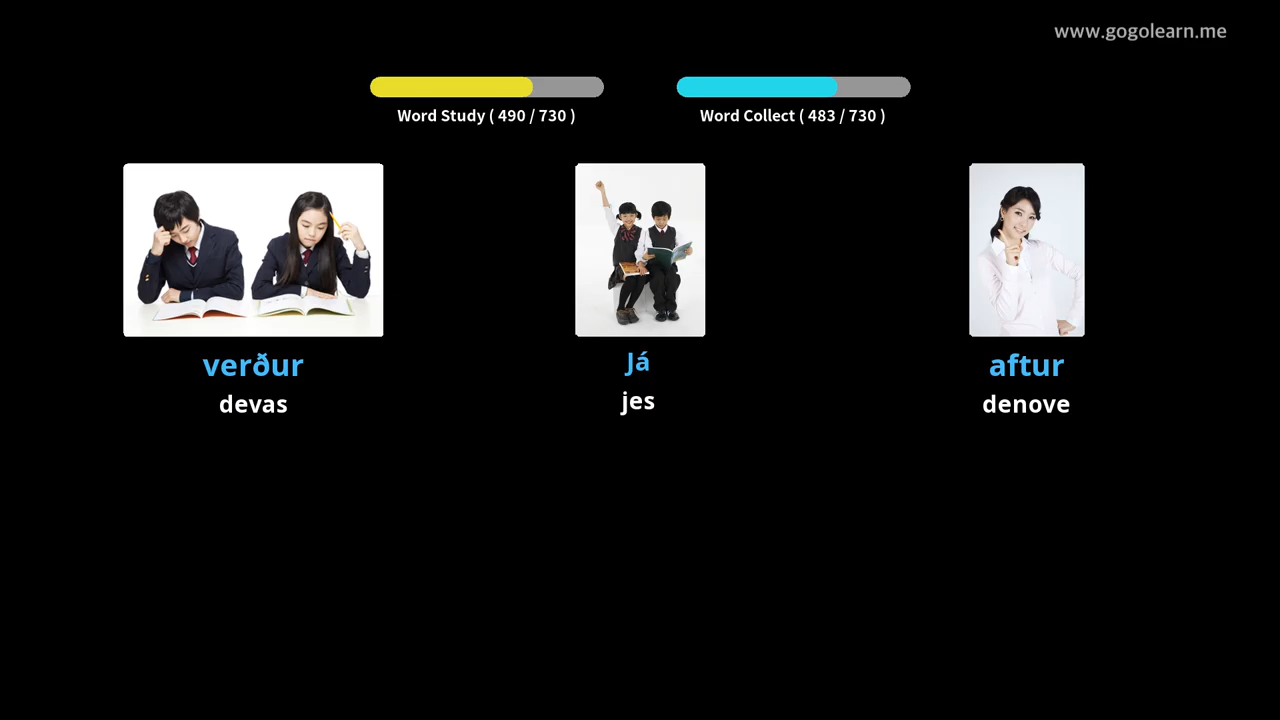 www.gogolearn.me
Word Study ( 490 / 730 )
Word Collect ( 483 / 730 )
verður
devas
Já
jes
aftur
denove